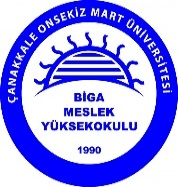 ÇANAKKALE ONSEKİZ MART ÜNİVERSİTESİ
BİGA
MESLEK
YÜKSEKOKULU
1990